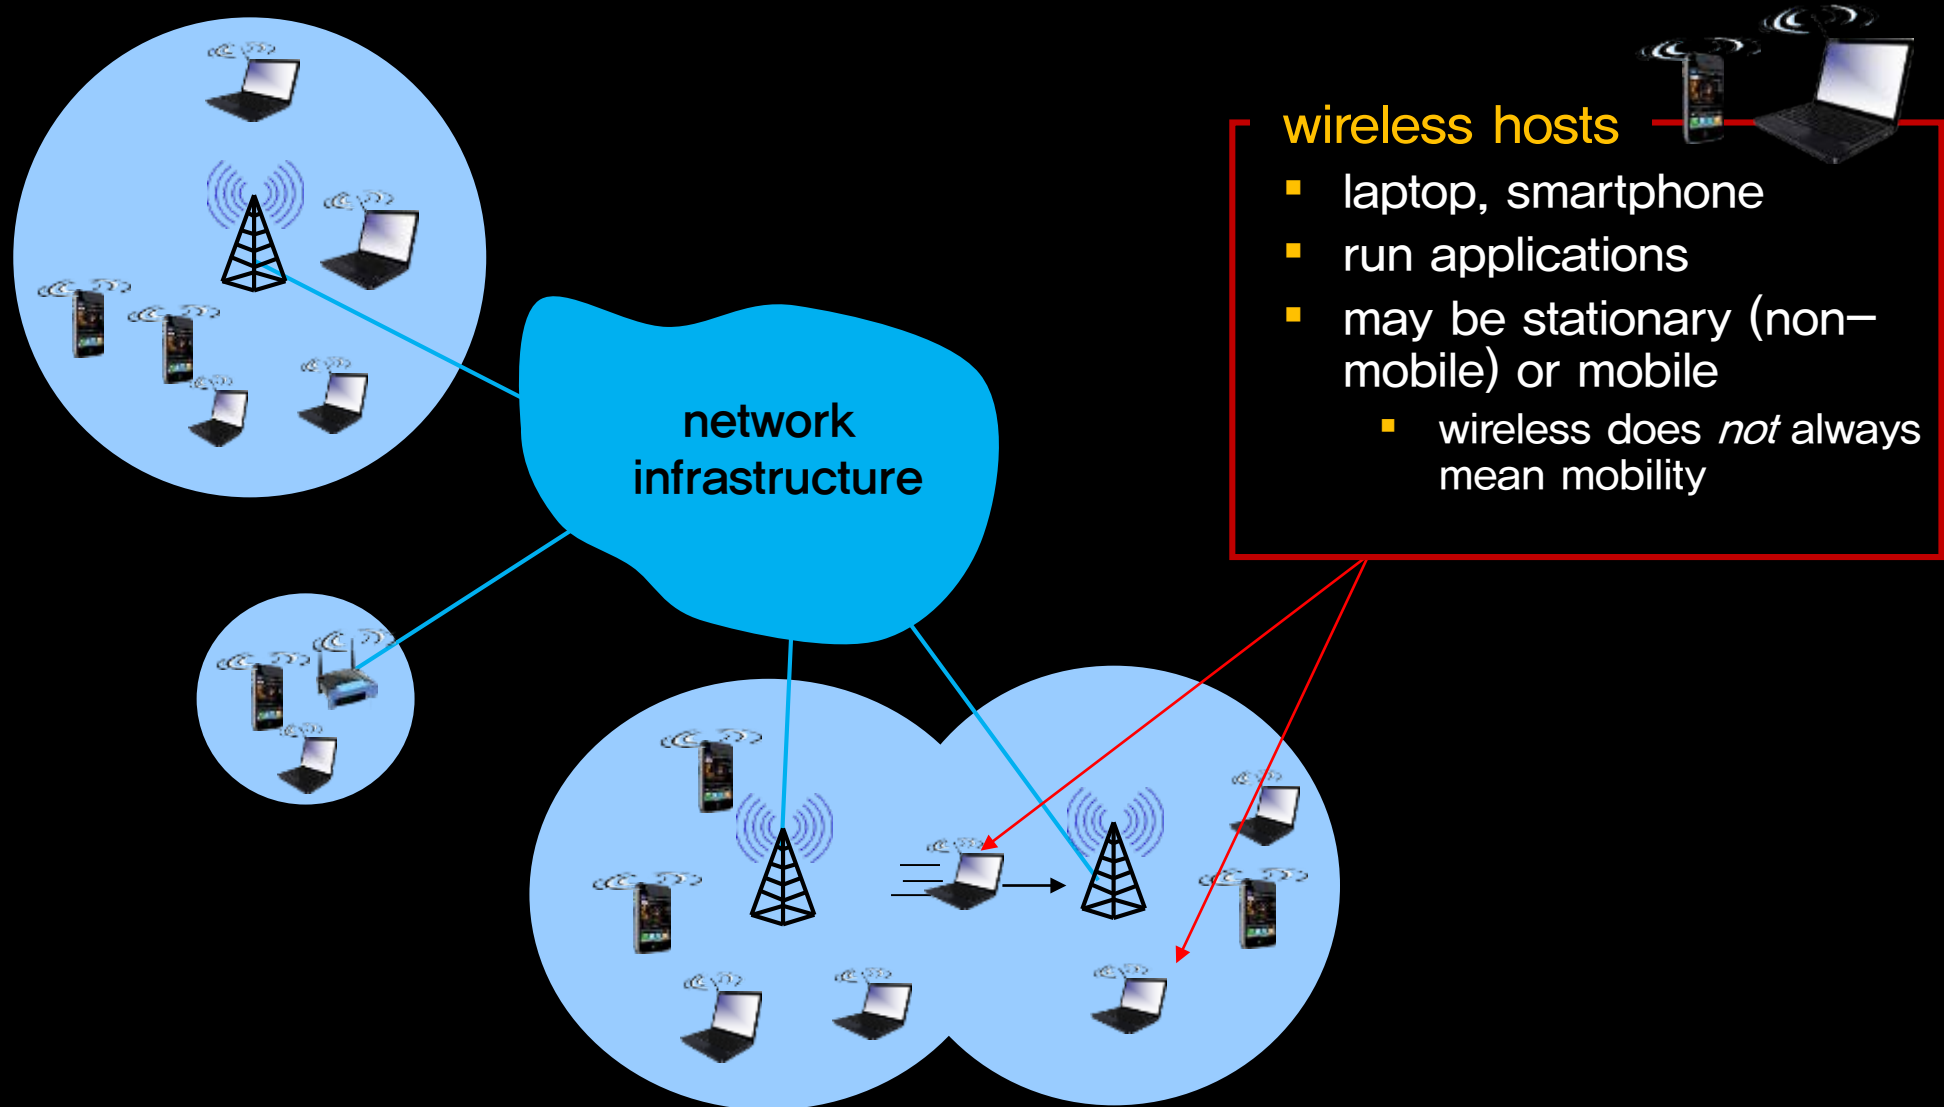 wireless hosts
▪ laptop, smartphone
▪ run applications
▪ may be stationary (non–
mobile) or mobile
▪ wireless does not always
mean mobility
network
infrastructure